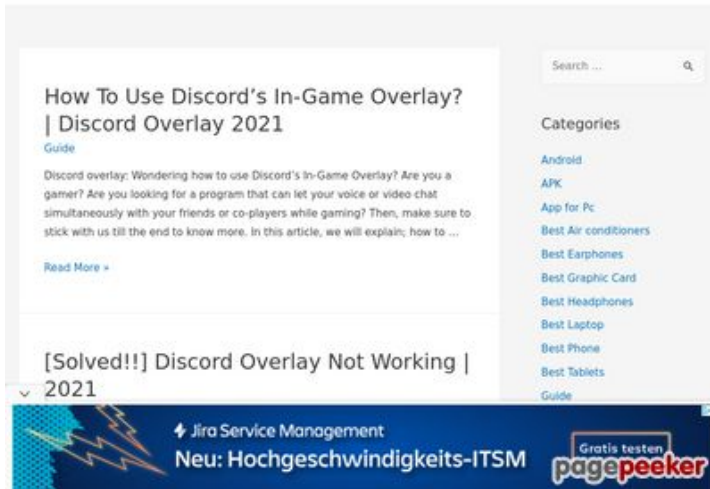 How To Use Discord's In-Game Overlay?
| Discord Overlay 2021
Guide
Discord overlay: Wondering how to use Discord's In-Game Overlay? Are you a
gamer? Are you looking for a program that can let your voice or video chat
simultaneously with your friends or co-players while gaming? Then, make sure to
stick with us till the end to know more. In this article, we will explain; how to ...
Read More »
[Solved!!] Discord Overlay Not Working |
2021
Search ...
Categories
Android
APK
App for Pc
Best Air conditioners
Best Earphones
Best Graphic Card
Best Headphones
Best Laptop
Best Phone
Best Tablets
Guide
Jira Service Management
Neu: Hochgeschwindigkeits-ITSM
Gratis testen
pagepeeker